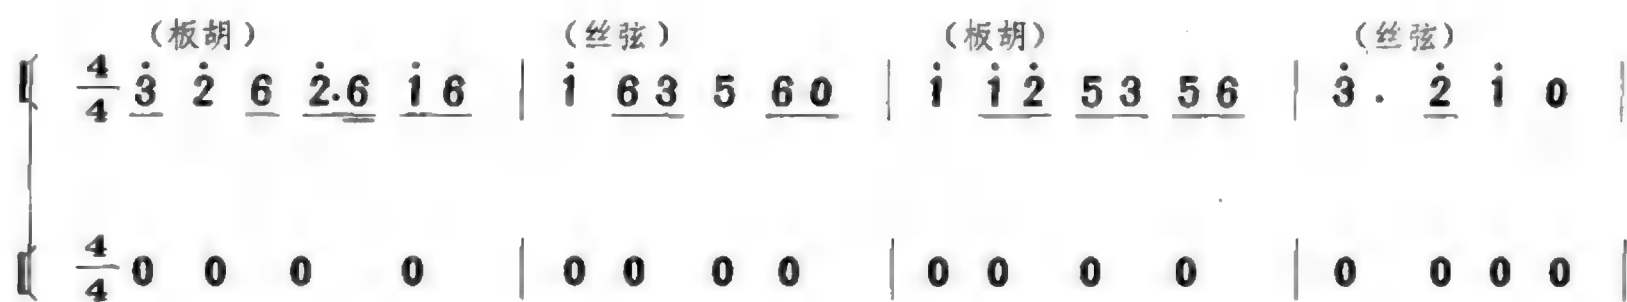 （板胡） （丝弦） （板胡） （丝弦）
4/4 3̇ 2̇ 6 2̇.6 1̇ 6 | 1̇ 6 3 5 6 0 | 1̇ 1̇ 2̇ 5 3 5 6 | 3̇ . 2̇ 1̇ 0 |
4/4 0 0 0 0 | 0 0 0 0 | 0 0 0 0 | 0 0 0 0 |